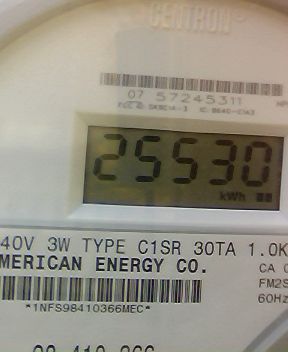 CENTRON®
07 57245311
25530
kWh
40V 3W TYPE C1SR 30TA 1.0K
MERICAN ENERGY CO.
CA 0
FM2S
60Hz
*1NFS98410366MEC*